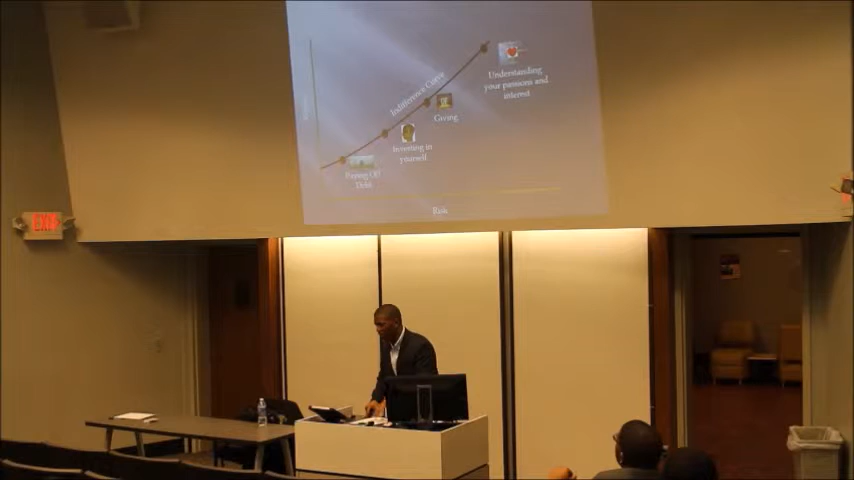 Understanding
your passions and
interest
Indifference Curve
Giving
Investing in
yourself
Paying Off
Debt
Risk
EXIT